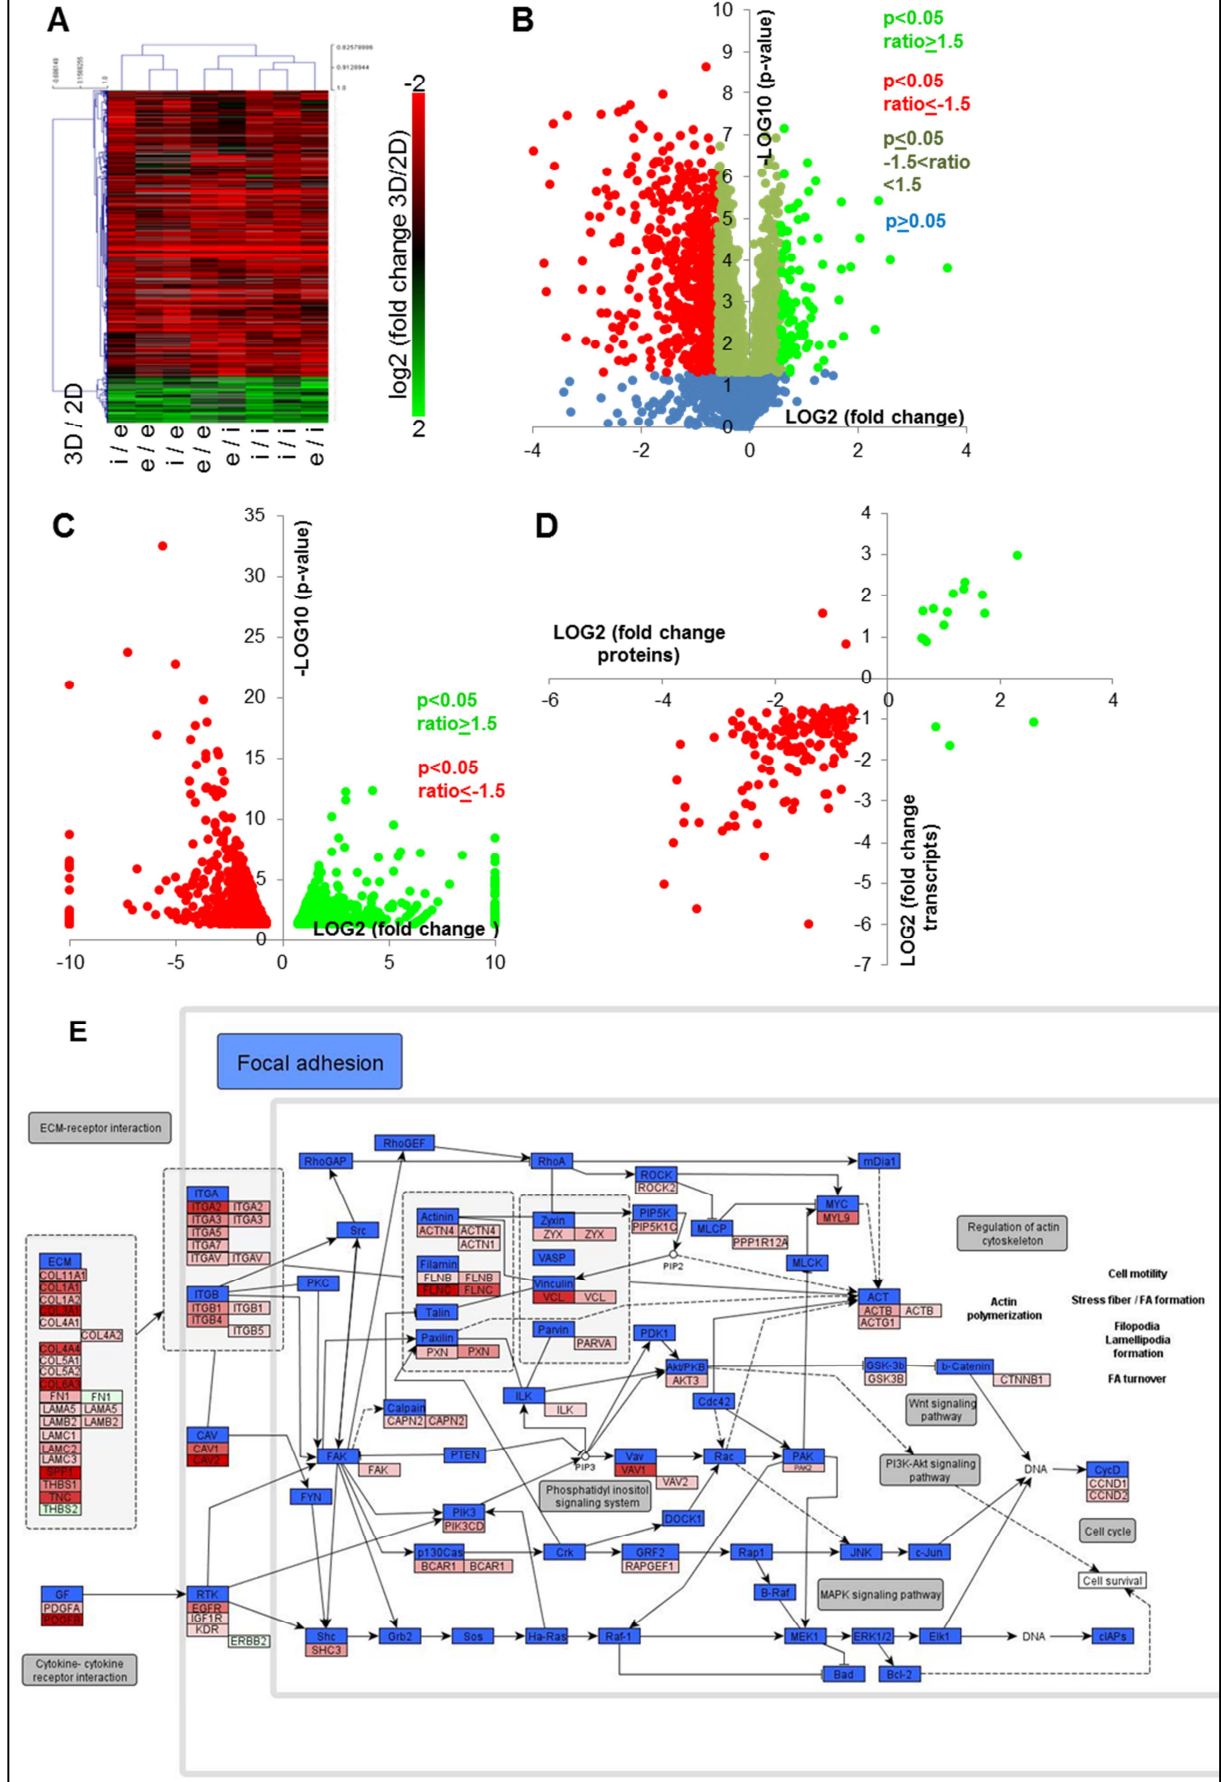 A
0.686149
1.1569255
1.0
0.82578006
0.9128944
1.0
-2
log2 (fold change 3D/2D)
2
3D / 2D
i / e
e / e
i / e
e / e
e / i
i / i
i / i
e / i
B
10
9
8
7
6
5
4
3
2
1
0
-LOG10 (p-value)
p<0.05
ratio≥1.5
p<0.05
ratio≤-1.5
p≤0.05
-1.5<ratio
<1.5
p≥0.05
LOG2 (fold change)
-4
-2
0
2
4
C
35
30
25
20
15
10
5
0
-LOG10 (p-value)
p<0.05
ratio≥1.5
p<0.05
ratio≤-1.5
LOG2 (fold change )
-10
-5
0
5
10
D
4
3
2
1
0
-1
-2
-3
-4
-5
-6
-7
LOG2 (fold change
proteins)
-6
-4
-2
0
2
4
LOG2 (fold change
transcripts)
E
Focal adhesion
ECM-receptor interaction
ECM
COL11A1
COL1A1
COL1A2
COL3A1
COL4A1
COL4A2
COL4A4
COL5A1
COL5A2
COL6A3
FN1 FN1
LAMA5 LAMA5
LAMB2 LAMB2
LAMC1
LAMC2
LAMC3
SPP1
THBS1
TNC
THBS2
GF
PDGFA
PDGFB
Cytokine- cytokine
receptor interaction
ITGA
ITGA2 ITGA2
ITGA3 ITGA3
ITGA5
ITGA7
ITGAV ITGAV
ITGB
ITGB1 ITGB1
ITGB4
ITGB5
CAV
CAV1
CAV2
RTK
EGFR
IGF1R
KDR
ERBB2
RhoGAP
RhoGEF
RhoA
ROCK
ROCK2
mDia1
Src
PKC
Actinin
ACTN4 ACTN4
ACTN1
Filamin
FLNB FLNB
FLNC FLNC
Talin
Paxilin
PXN PXN
Zyxin
ZYX ZYX
VASP
Vinculin
VCL VCL
Parvin
PARVA
PIP5K
PIP5K1C
MLCP
PPP1R12A
PIP2
MYC
MYL9
MLCK
ACT
ACTB ACTB
ACTG1
Regulation of actin
cytoskeleton
Actin
polymerization
Cell motility
Stress fiber / FA formation
Filopodia
Lamellipodia
formation
FA turnover
PDK1
Akt/PKB
AKT3
GSK-3b
GSK3B
b-Catenin
CTNNB1
Wnt signaling
pathway
Calpain
CAPN2 CAPN2
ILK
ILK
Cdc42
FAK
FAK
PTEN
PIP3
Vav
VAV1
VAV2
Rac
PAK
PAK2
PI3K-Akt signaling
pathway
DNA
CycD
CCND1
CCND2
Cell cycle
FYN
PIK3
PIK3CD
Phosphatidyl inositol
signaling system
DOCK1
p130Cas
BCAR1 BCAR1
Crk
GRF2
RAPGEF1
Rap1
JNK
c-Jun
B-Raf
MAPK signaling pathway
Cell survival
Shc
SHC3
Grb2
Sos
Ha-Ras
Raf-1
MEK1
ERK1/2
Elk1
DNA
cIAPs
Bad
Bcl-2